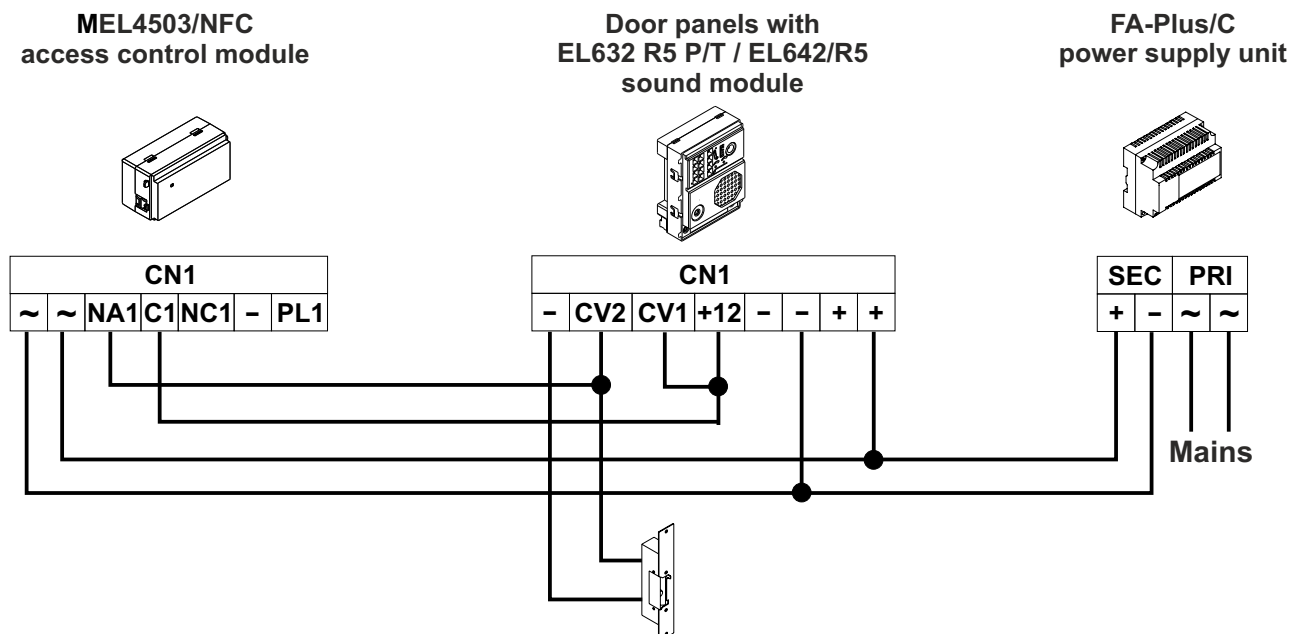 MEL4503/NFC
access control module
Door panels with
EL632 R5 P/T / EL642/R5
sound module
FA-Plus/C
power supply unit
CN1
~ ~ NA1 C1 NC1 – PL1
CN1
– CV2 CV1 +12 – – + +
SEC PRI
+ – ~ ~
Mains